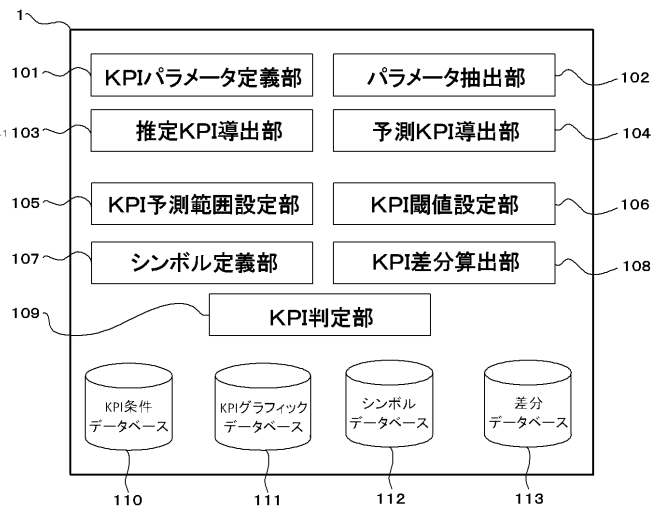 1
101
KPIパラメータ定義部
パラメータ抽出部
102
103
推定KPI導出部
予測KPI導出部
104
105
KPI予測範囲設定部
KPI閾値設定部
106
107
シンボル定義部
KPI差分算出部
108
109
KPI判定部
KPI条件
データベース
KPIグラフィック
データベース
シンボル
データベース
差分
データベース
110
111
112
113